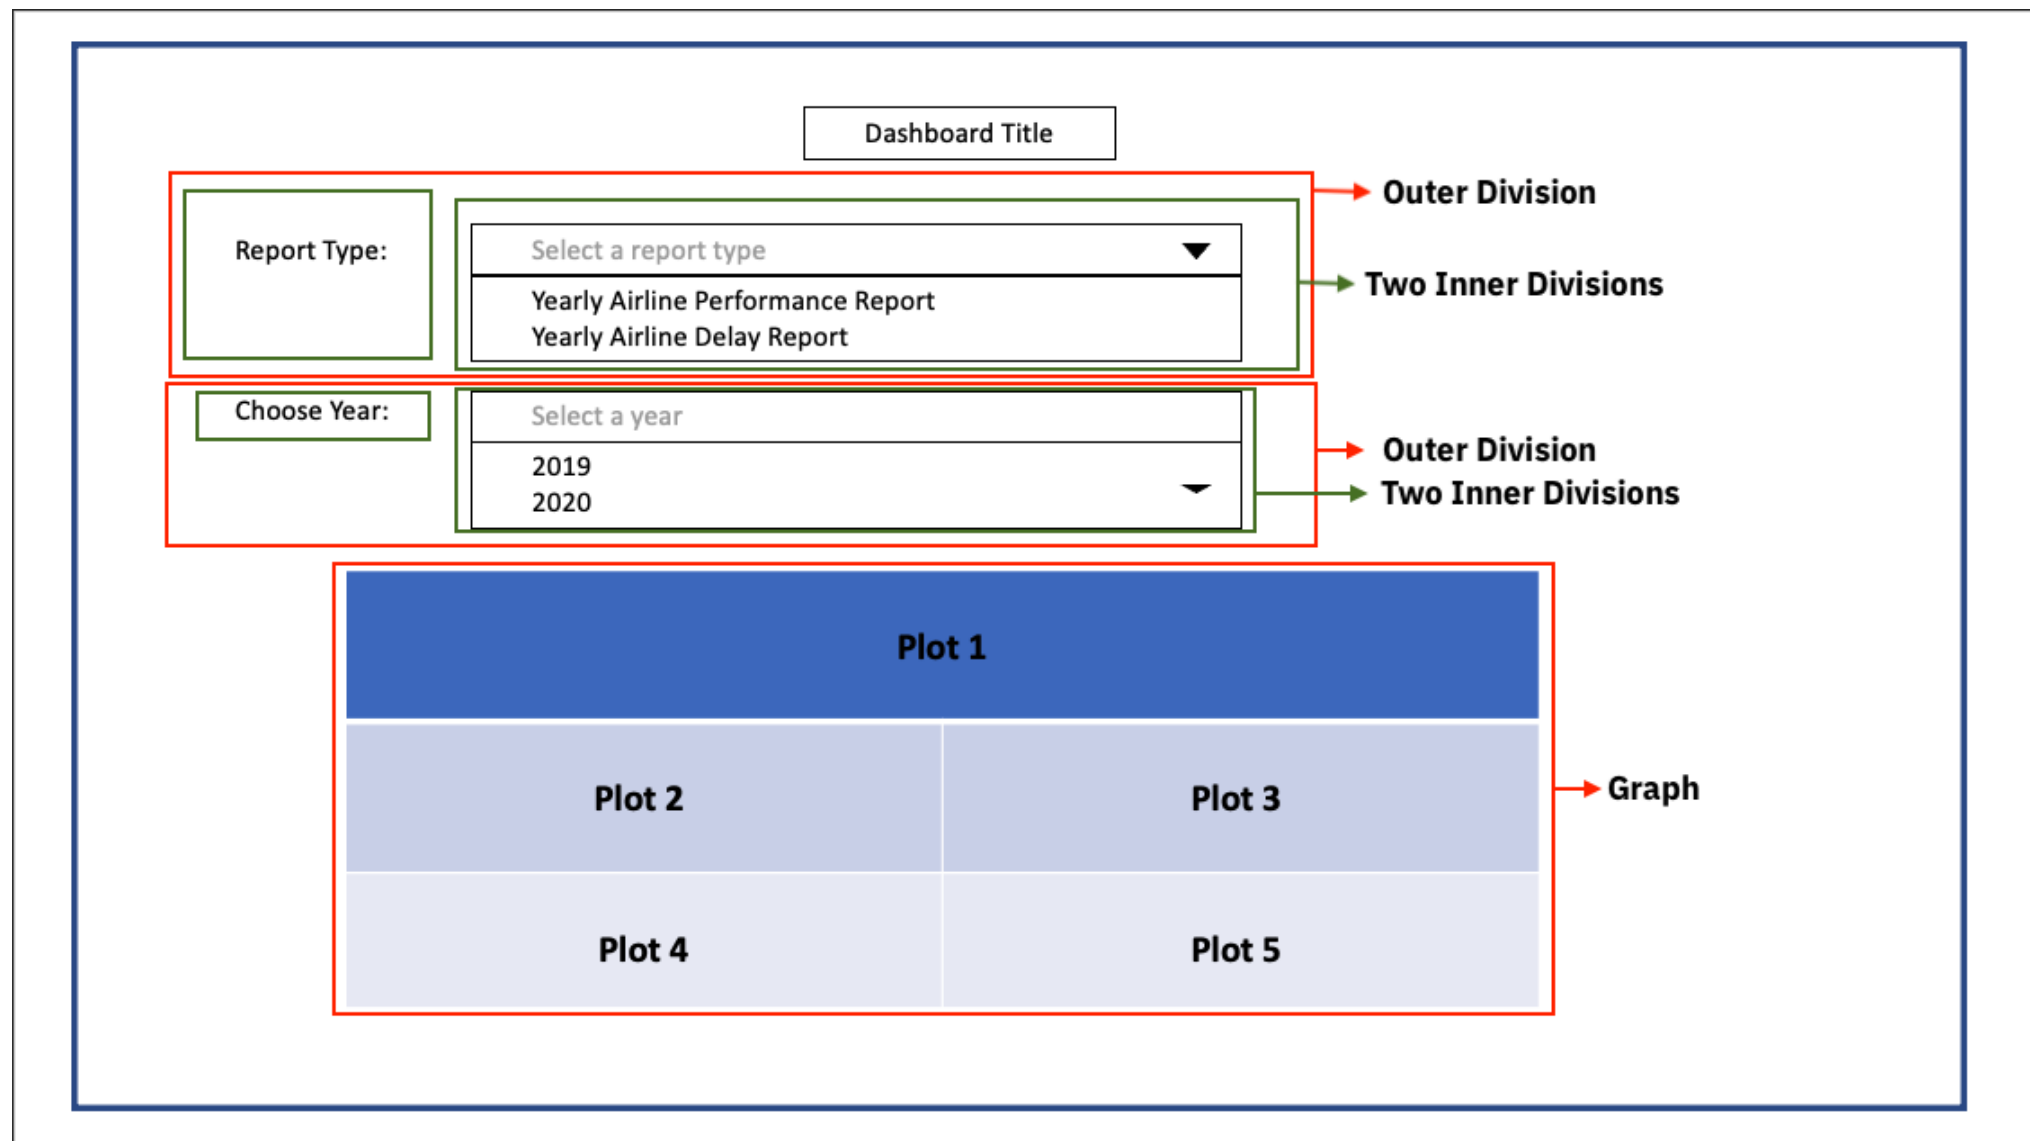 Dashboard Title
Outer Division
Report Type:
Select a report type
Two Inner Divisions
Yearly Airline Performance Report
Yearly Airline Delay Report
Choose Year:
Select a year
Outer Division
2019
Two Inner Divisions
2020
Plot 1
Plot 2
Plot 3
Graph
Plot 4
Plot 5